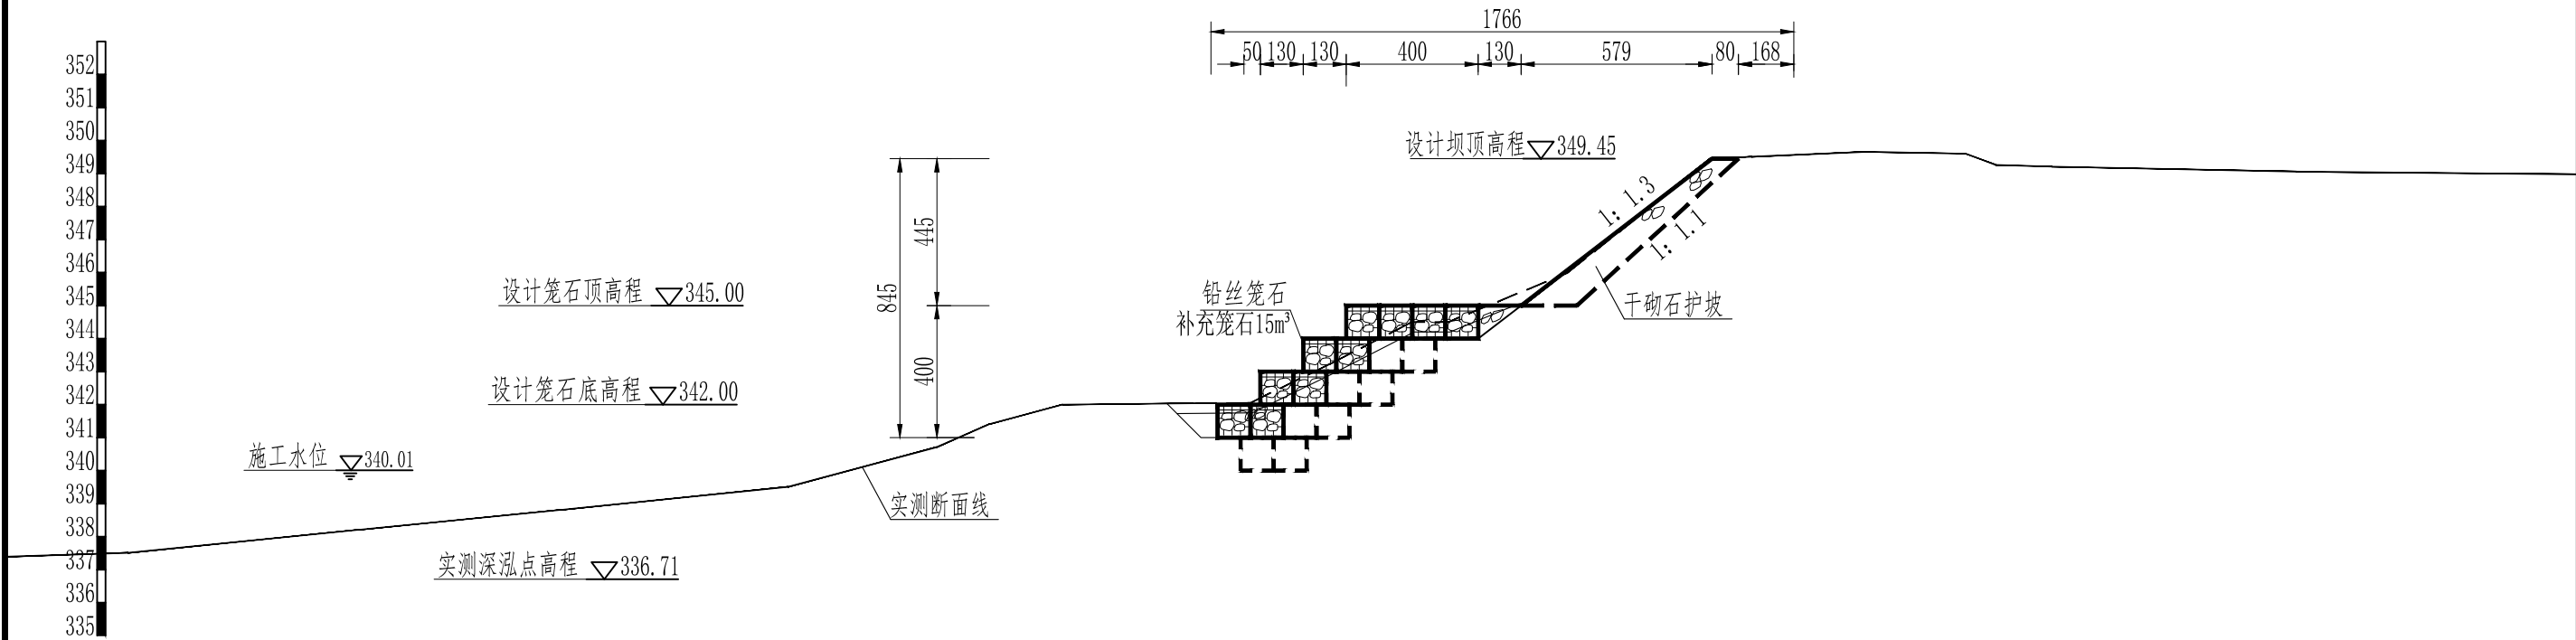 1766
50 130 130 400 130 579 80 168
352
351
350
349
348
347
346
345
344
343
342
341
340
339
338
337
336
335
设计坝顶高程 349.45
1: 1.3
1: 1.1
445
845
400
设计笼石顶高程 345.00
铅丝笼石
补充笼石15m³
干砌石护坡
设计笼石底高程 342.00
施工水位 340.01
实测断面线
实测深泓点高程 336.71